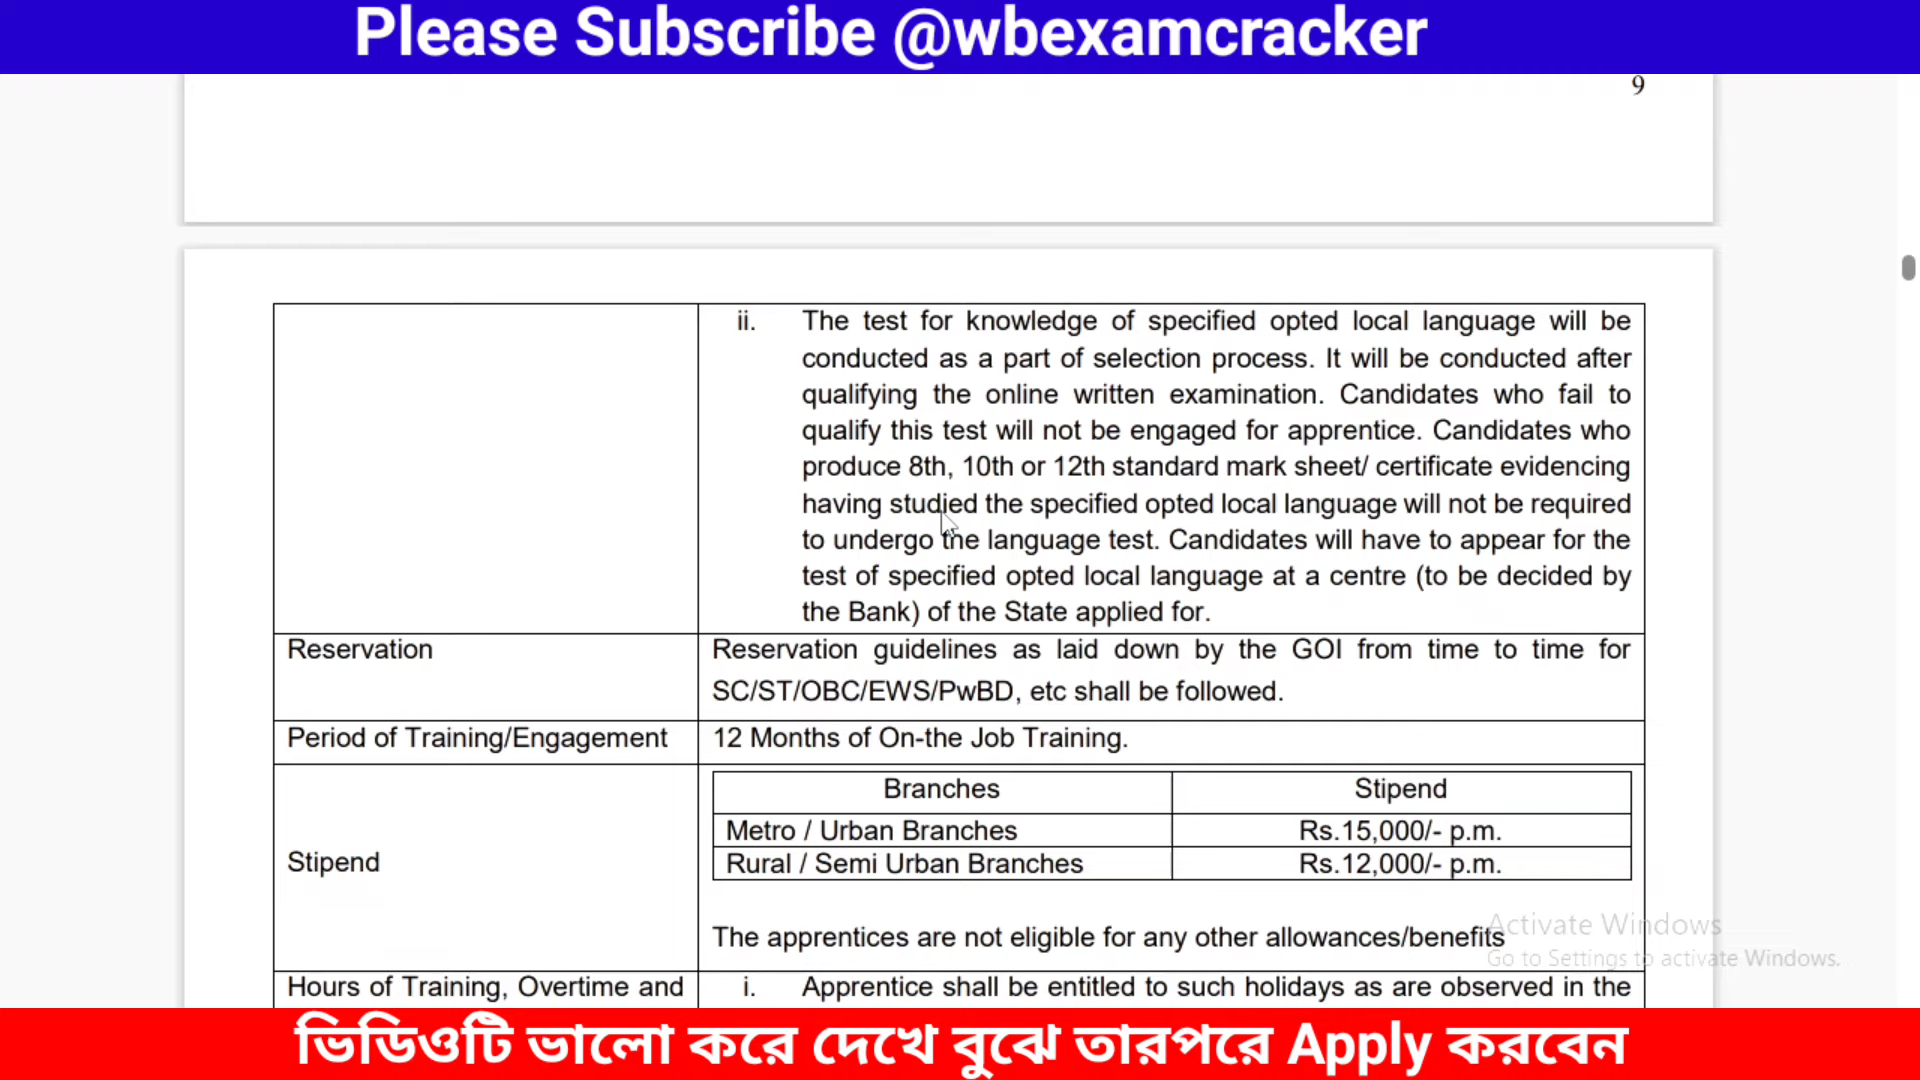 Please Subscribe @wbexamcracker
9
ii. The test for knowledge of specified opted local language will be
conducted as a part of selection process. It will be conducted after
qualifying the online written examination. Candidates who fail to
qualify this test will not be engaged for apprentice. Candidates who
produce 8th, 10th or 12th standard mark sheet/ certificate evidencing
having studied the specified opted local language will not be required
to undergo the language test. Candidates will have to appear for the
test of specified opted local language at a centre (to be decided by
the Bank) of the State applied for.
Reservation
Reservation guidelines as laid down by the GOI from time to time for
SC/ST/OBC/EWS/PwBD, etc shall be followed.
Period of Training/Engagement
12 Months of On-the Job Training.
Stipend
Branches Stipend
Metro / Urban Branches Rs.15,000/- p.m.
Rural / Semi Urban Branches Rs.12,000/- p.m.
The apprentices are not eligible for any other allowances/benefits
Activate Windows
Go to Settings to activate Windows.
Hours of Training, Overtime and
i. Apprentice shall be entitled to such holidays as are observed in the
ভিডিওটি ভালো করে দেখে বুঝে তারপরে Apply করবেন